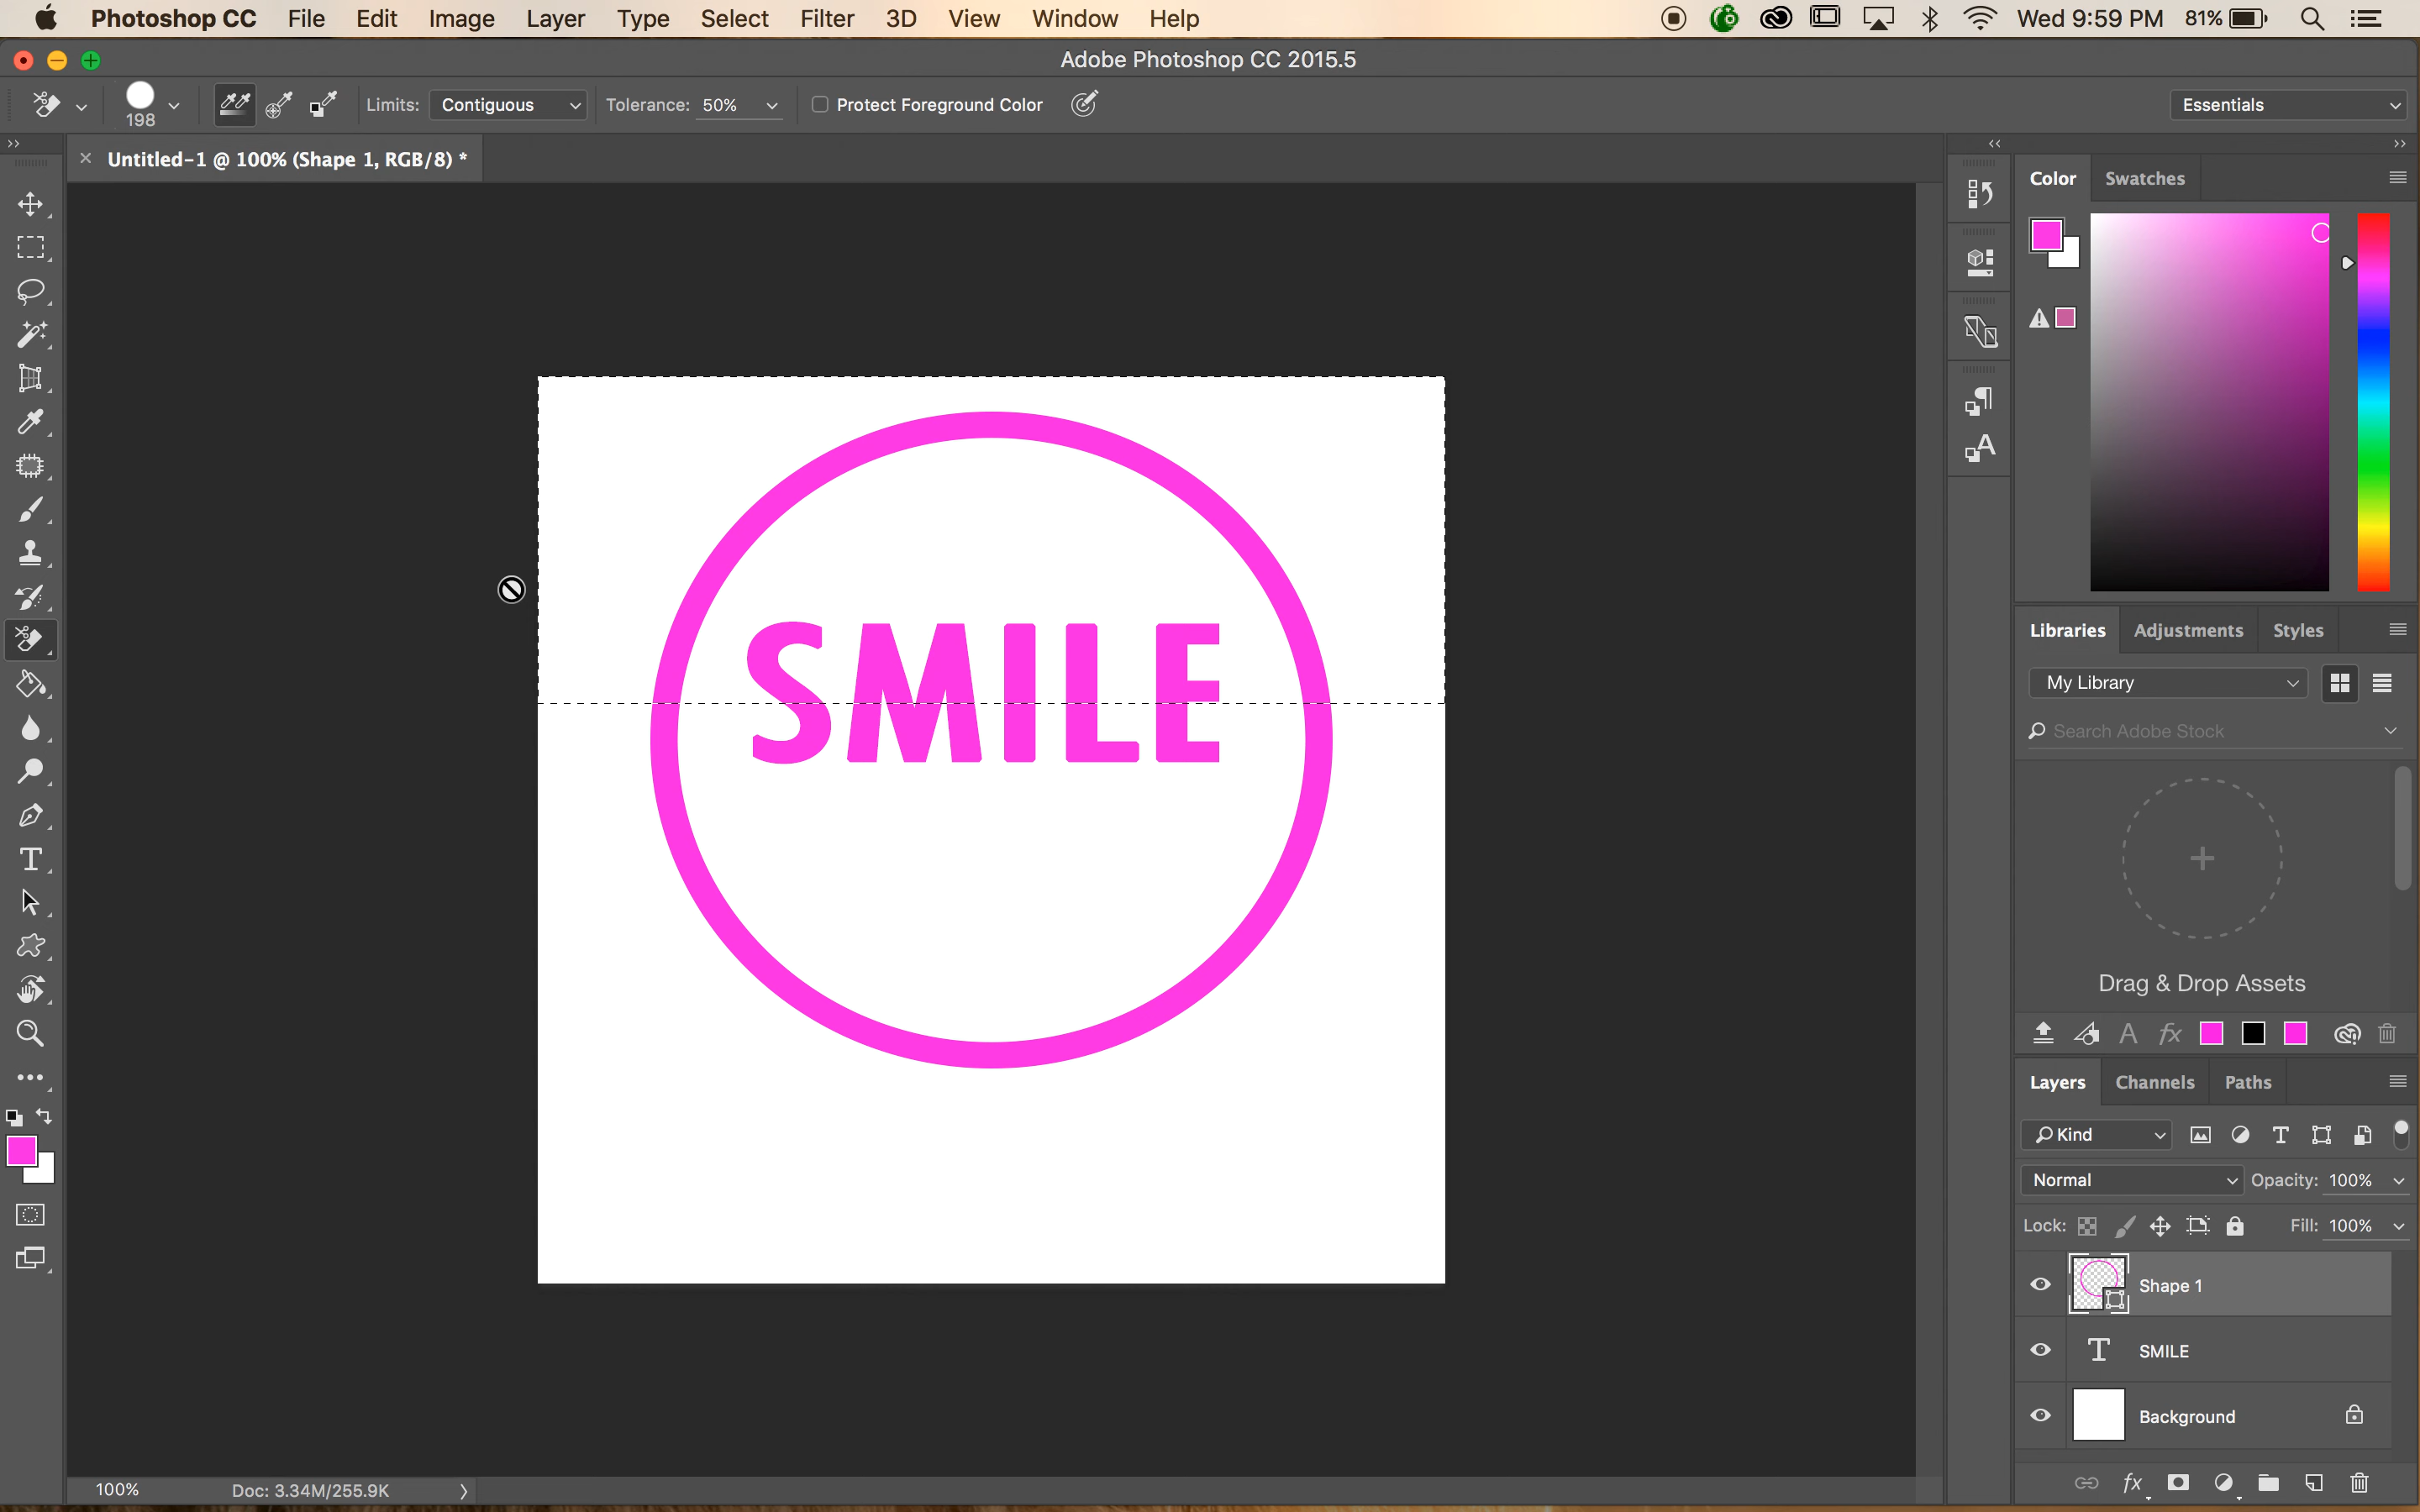 Photoshop CC File Edit Image Layer Type Select Filter 3D View Window Help Wed 9:59 PM 81%
Adobe Photoshop CC 2015.5
198 Limits: Contiguous Tolerance: 50% Protect Foreground Color Essentials
Untitled-1 @ 100% (Shape 1, RGB/8) *
Color Swatches
SMILE
Libraries Adjustments Styles
My Library
Search Adobe Stock
Drag & Drop Assets
Layers Channels Paths
Kind
Normal Opacity: 100%
Lock: Fill: 100%
Shape 1
SMILE
Background
100% Doc: 3.34M/255.9K